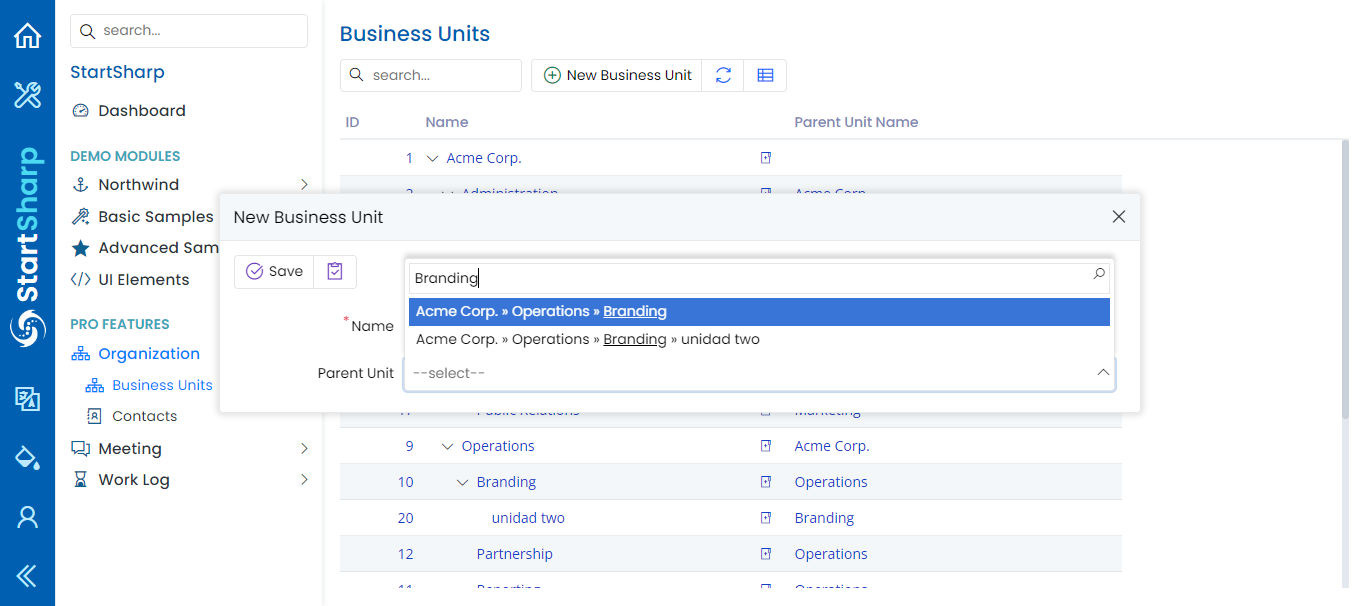 search...
StartSharp
Dashboard
DEMO MODULES
Northwind
Basic Samples
Advanced Sam
UI Elements
PRO FEATURES
Organization
Business Units
Contacts
Meeting
Work Log
StartSharp
Business Units
search...
New Business Unit
ID Name Parent Unit Name
1 Acme Corp.
2 Administration Acme Corp.
New Business Unit
Save
Branding
Acme Corp. » Operations » Branding
Acme Corp. » Operations » Branding » unidad two
*Name
Parent Unit --select--
17 Public Relations Marketing
9 Operations Acme Corp.
10 Branding Operations
20 unidad two Branding
12 Partnership Operations
11 Reporting Operations